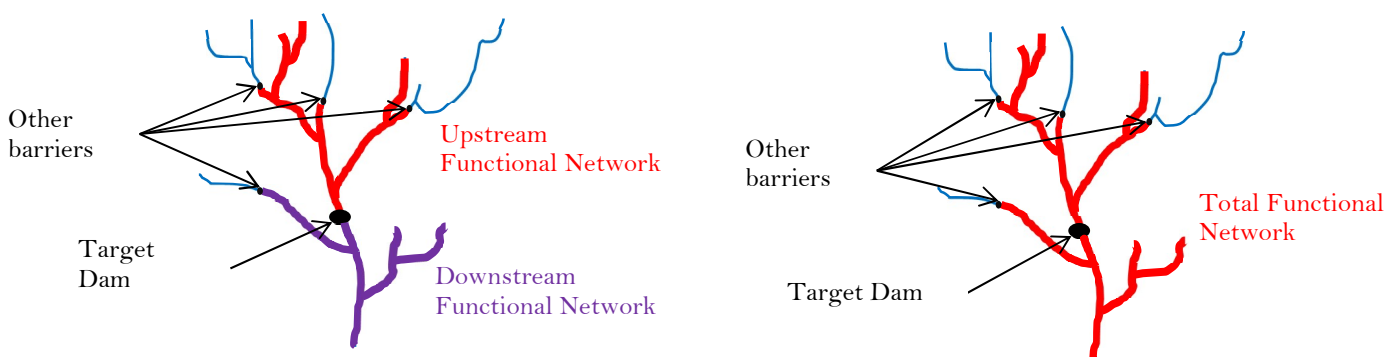 Other
barriers
Upstream
Functional Network
Target
Dam
Downstream
Functional Network
Other
barriers
Total Functional
Network
Target Dam